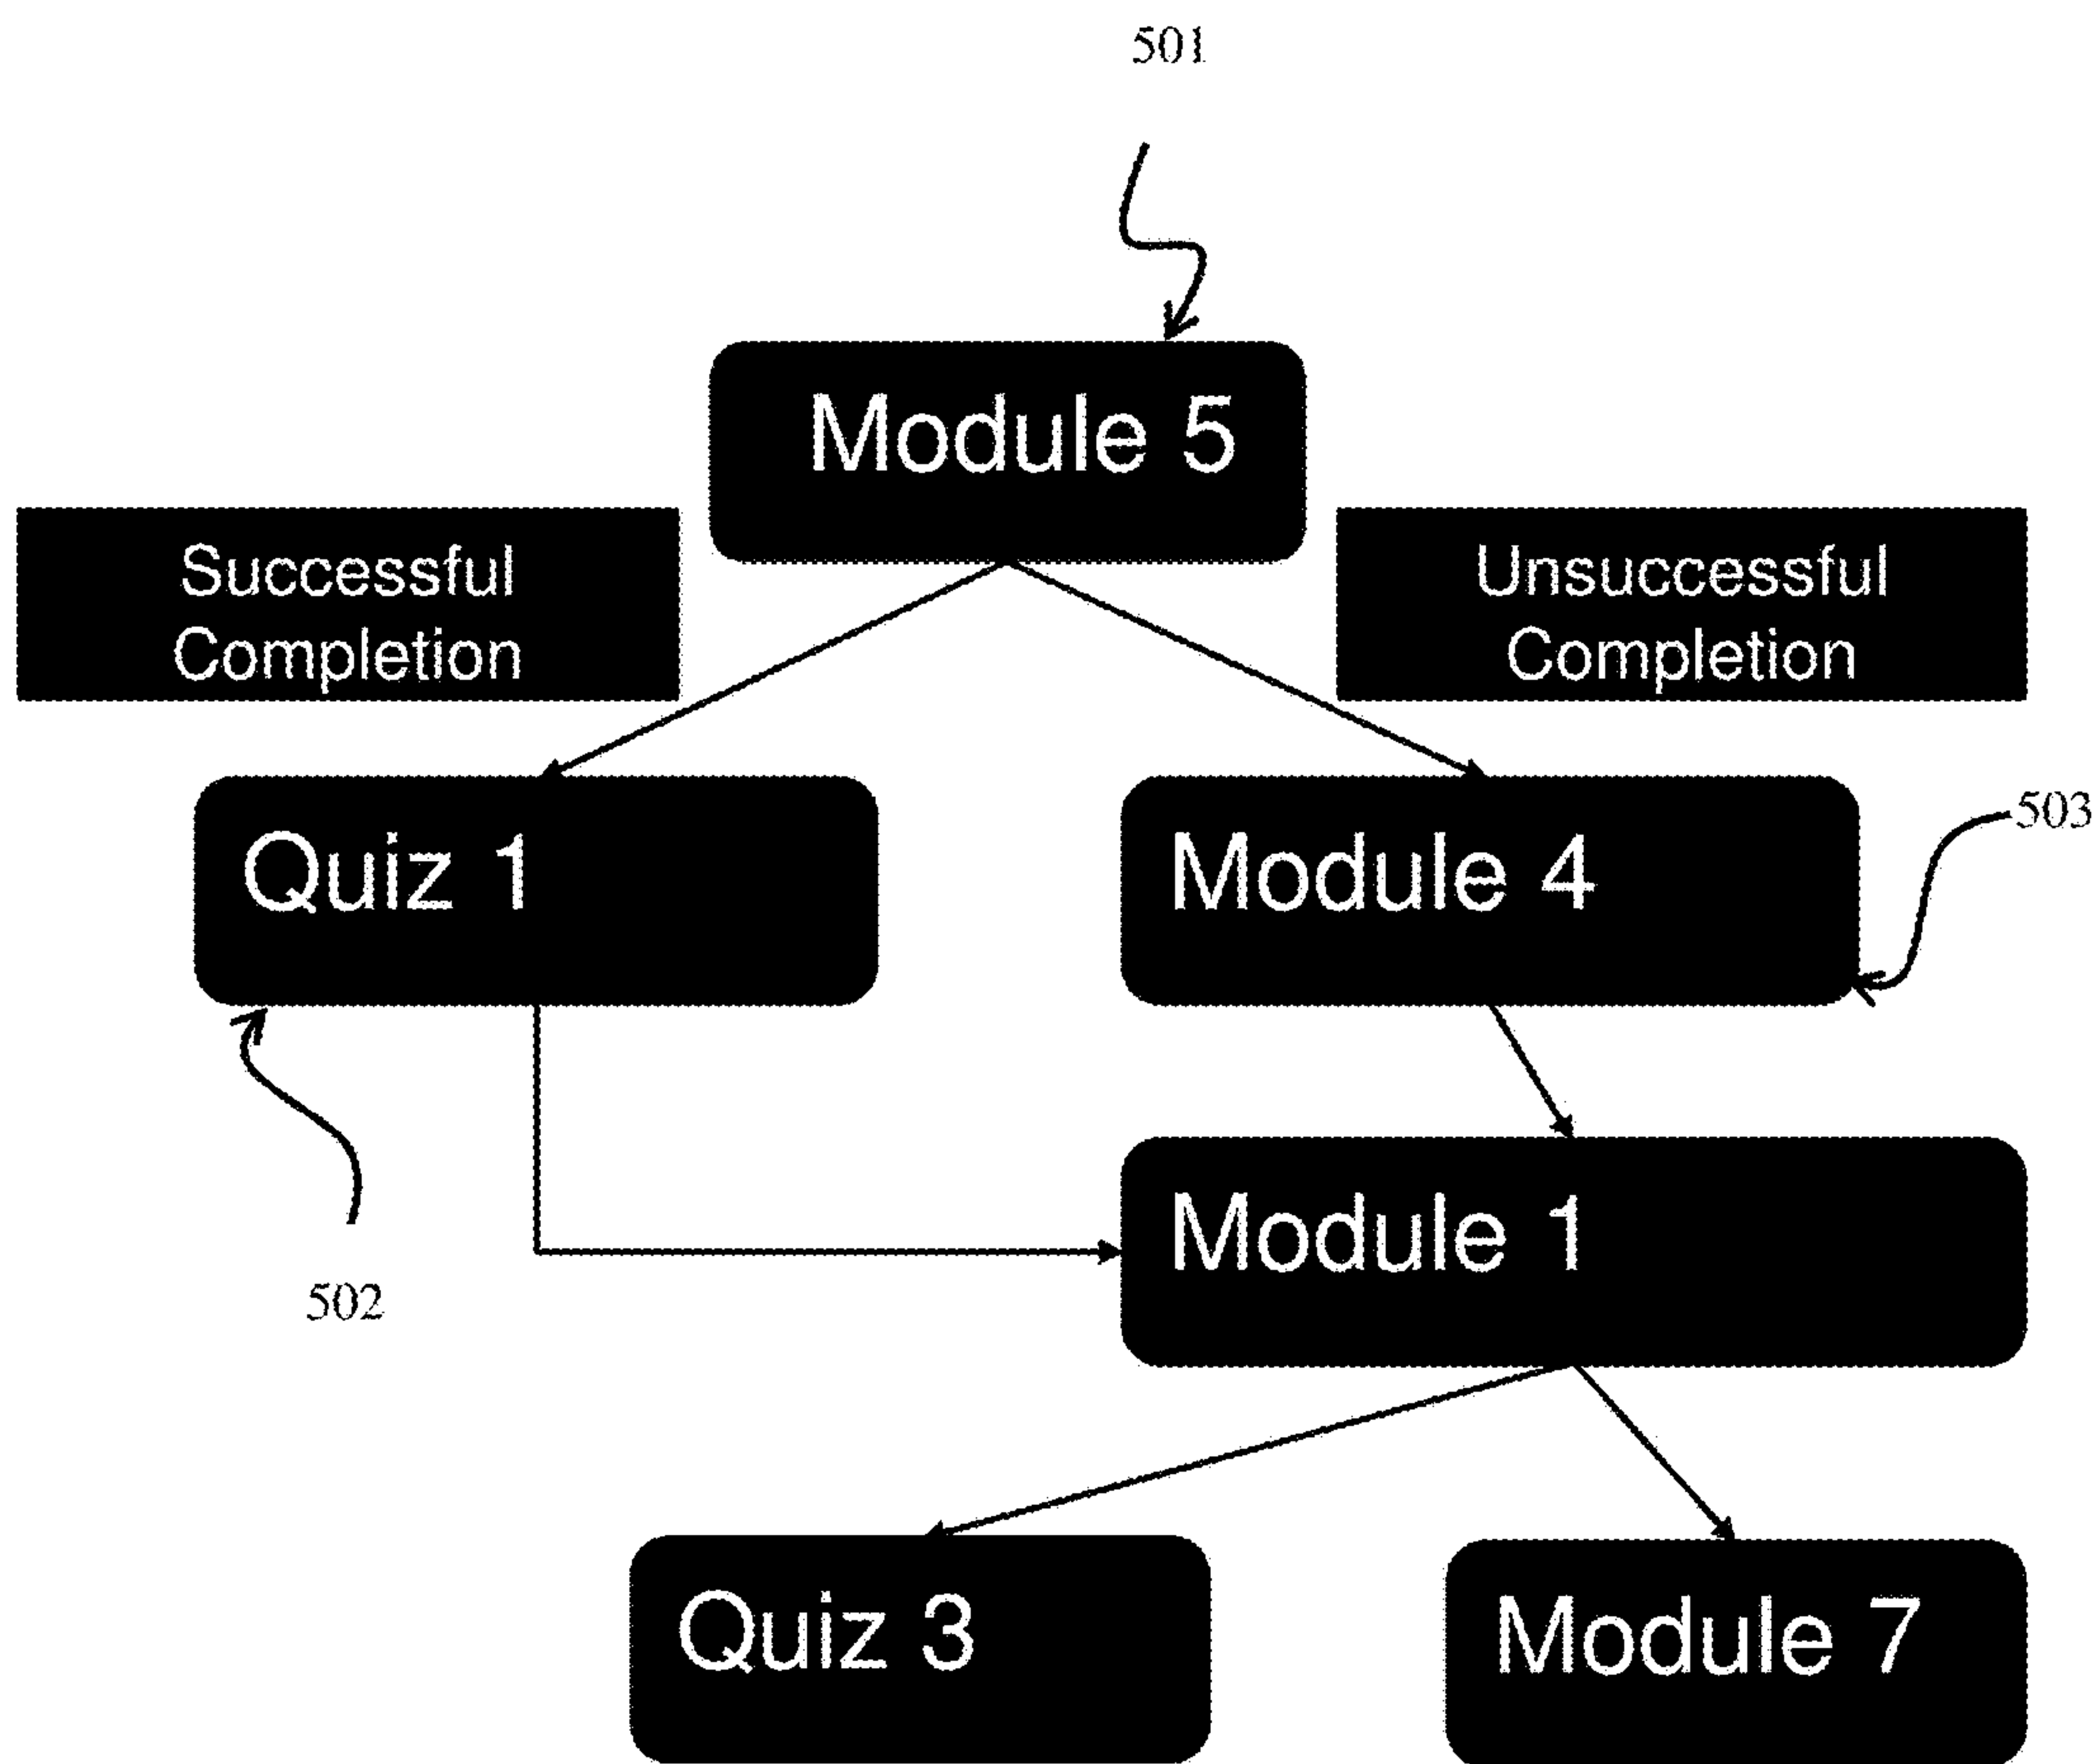 501
Module 5
Successful
Completion
Unsuccessful
Completion
Quiz 1
Module 4
503
Module 1
502
Quiz 3
Module 7